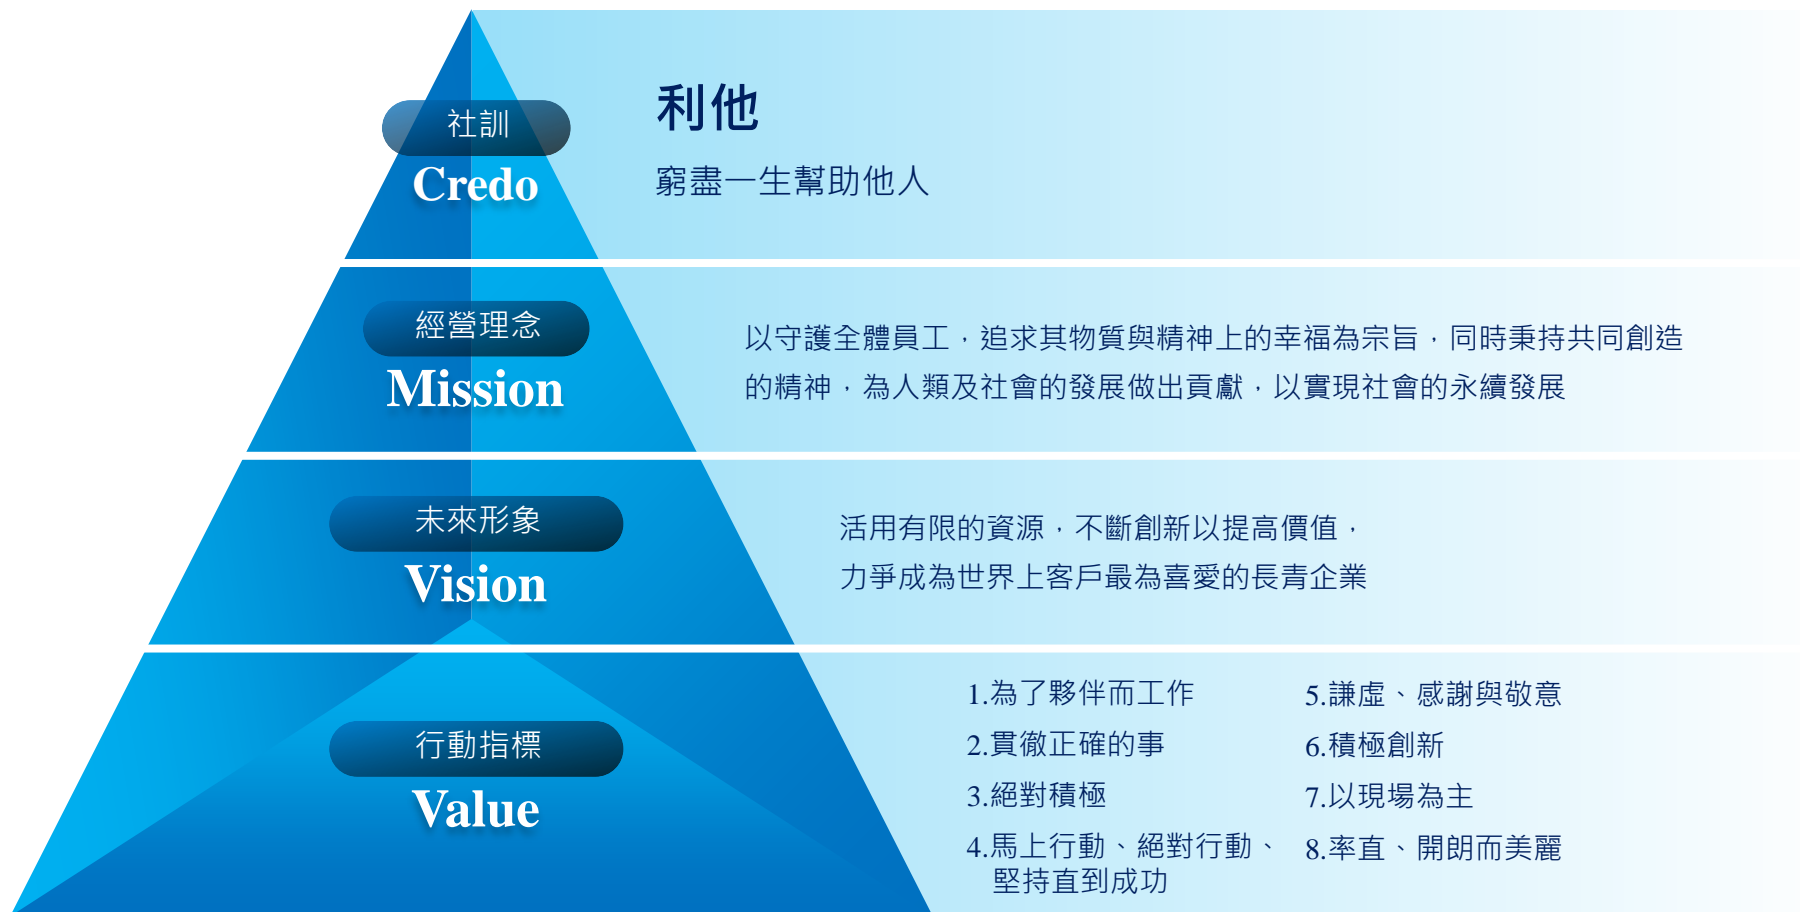 社訓
Credo
利他
窮盡一生幫助他人
經營理念
Mission
以守護全體員工，追求其物質與精神上的幸福為宗旨，同時秉持共同創造
的精神，為人類及社會的發展做出貢獻，以實現社會的永續發展
未來形象
Vision
活用有限的資源，不斷創新以提高價值，
力爭成為世界上客戶最為喜愛的長青企業
行動指標
Value
1.為了夥伴而工作
2.貫徹正確的事
3.絕對積極
4.馬上行動、絕對行動、
堅持直到成功
5.謙虛、感謝與敬意
6.積極創新
7.以現場為主
8.率直、開朗而美麗